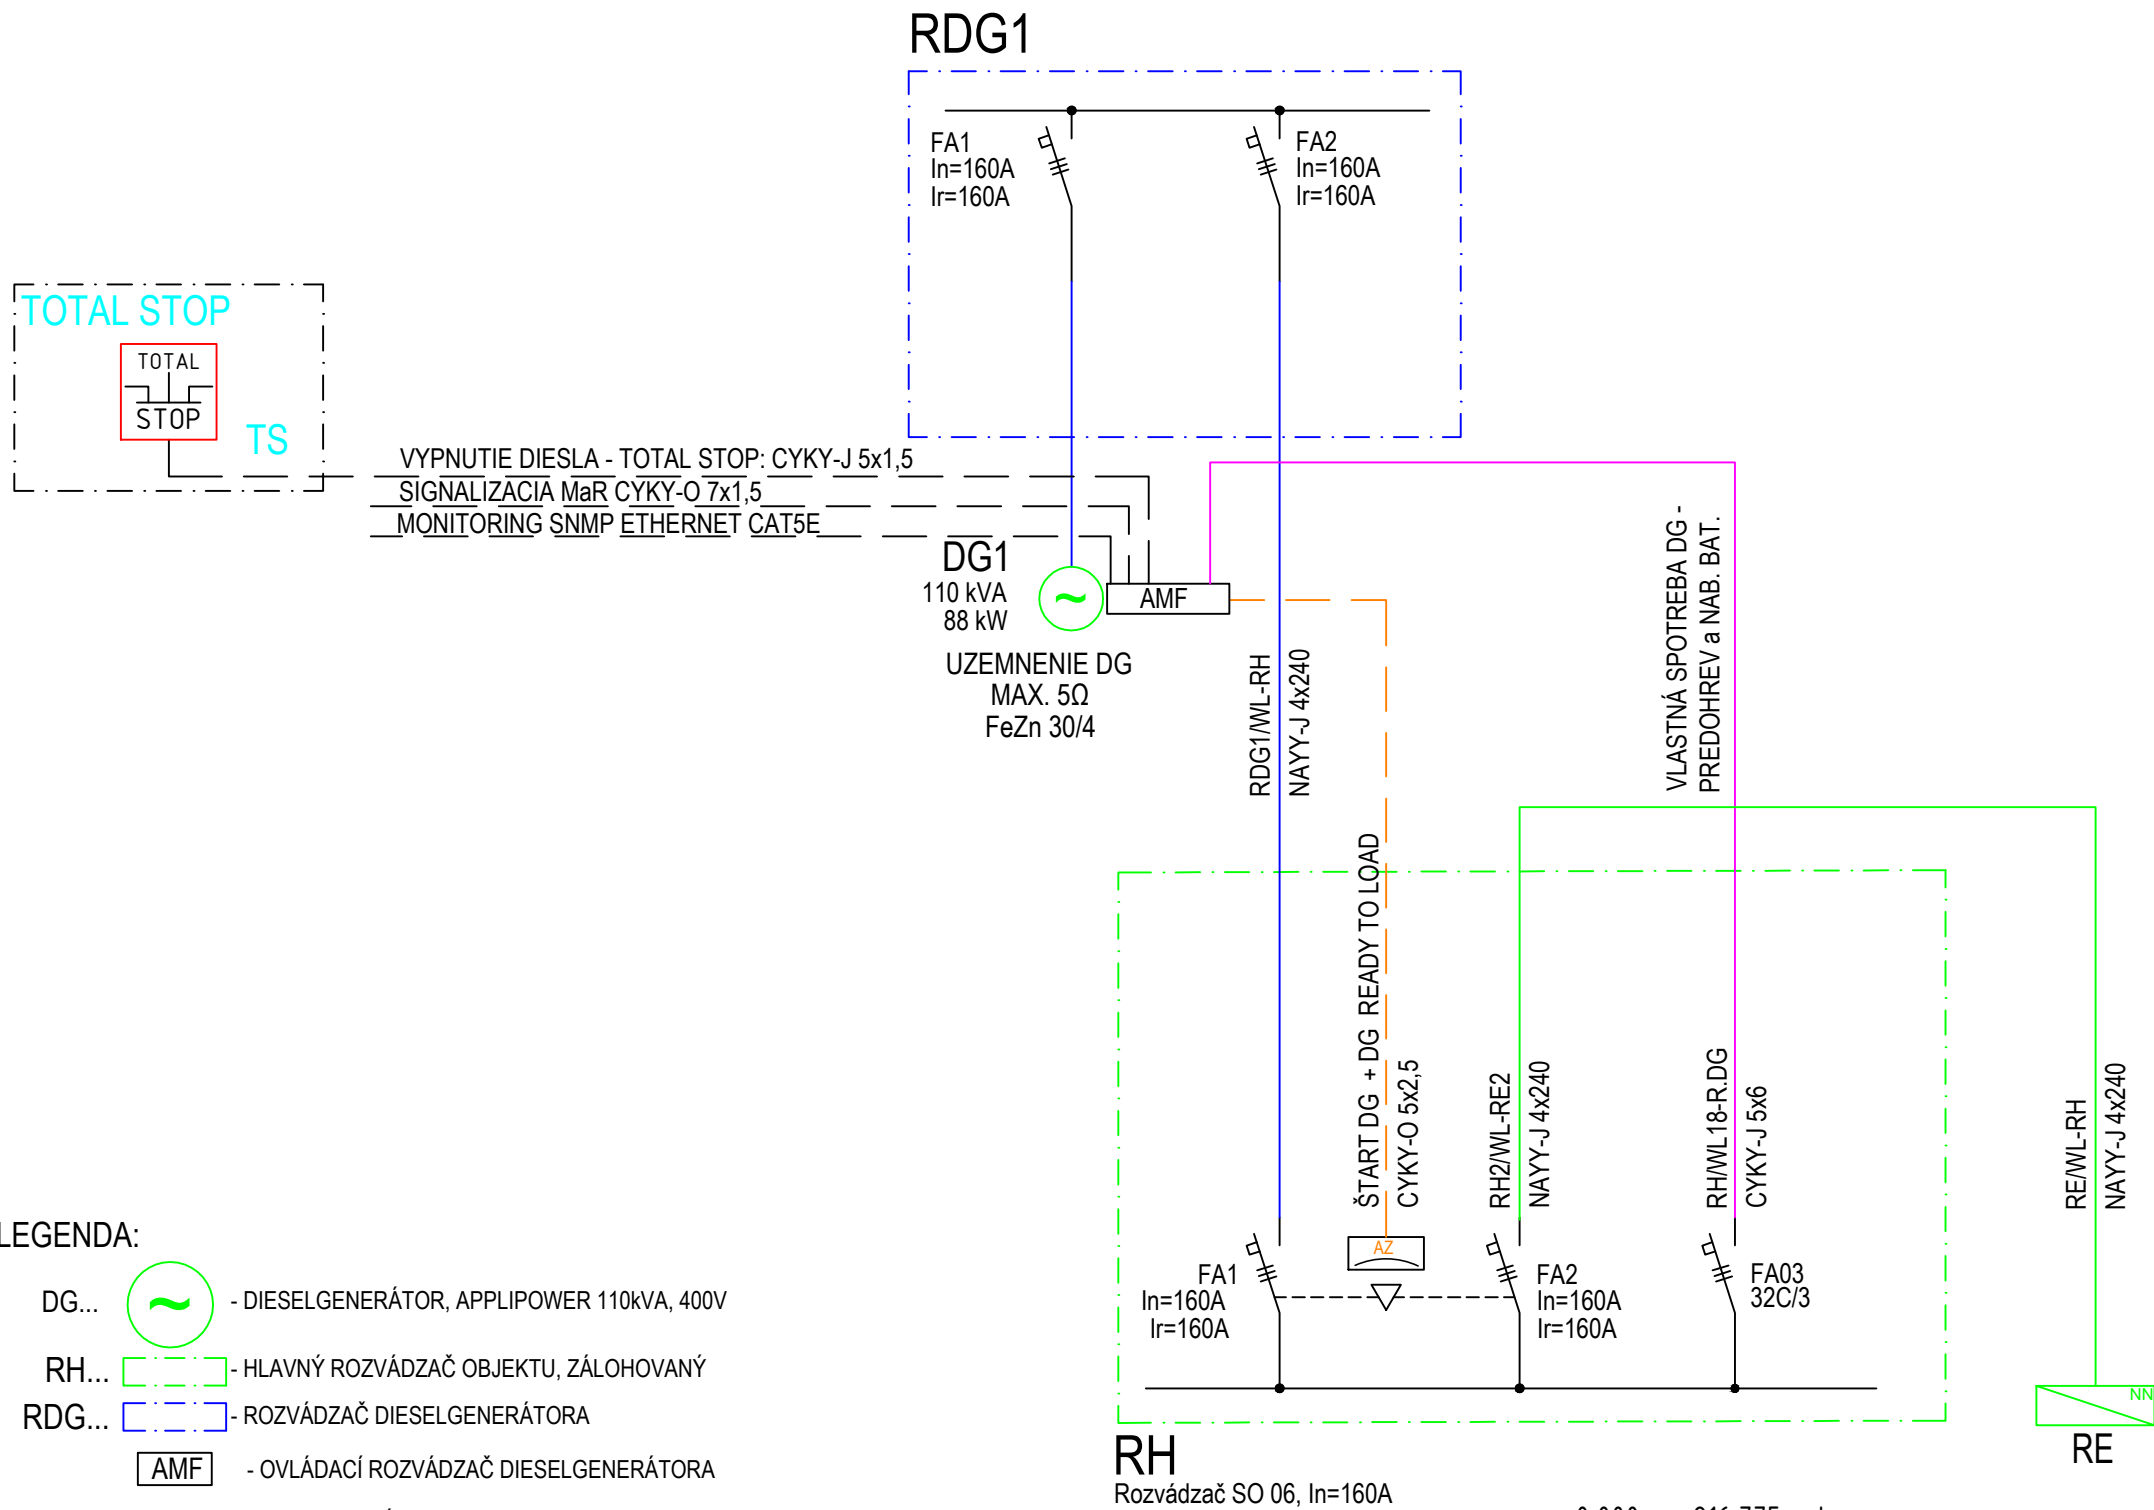 RDG1
FA1
In=160A
Ir=160A
FA2
In=160A
Ir=160A
TOTAL STOP
TOTAL
STOP
TS
VYPNUTIE DIESLA - TOTAL STOP: CYKY-J 5x1,5
SIGNALIZACIA MaR CYKY-O 7x1,5
MONITORING SNMP ETHERNET CAT5E
DG1
110 kVA
88 kW
~
AMF
UZEMNENIE DG
MAX. 5Ω
FeZn 30/4
RDG1/WL-RH
NAYY-J 4x240
VLASTNÁ SPOTREBA DG -
PREDOHREV a NAB. BAT.
ŠTART DG + DG READY TO LOAD
CYKY-O 5x2,5
RH2/WL-RE2
NAYY-J 4x240
RH/WL18-R.DG
CYKY-J 5x6
RE/WL-RH
NAYY-J 4x240
FA1
In=160A
Ir=160A
AZ
FA2
In=160A
Ir=160A
FA03
32C/3
NN
RE
RH
Rozvádzač SO 06, In=160A
LEGENDA:
DG...
~
- DIESELGENERÁTOR, APPLIPOWER 110kVA, 400V
RH...
- HLAVNÝ ROZVÁDZAČ OBJEKTU, ZÁLOHOVANÝ
RDG...
- ROZVÁDZAČ DIESELGENERÁTORA
AMF
- OVLÁDACÍ ROZVÁDZAČ DIESELGENERÁTORA